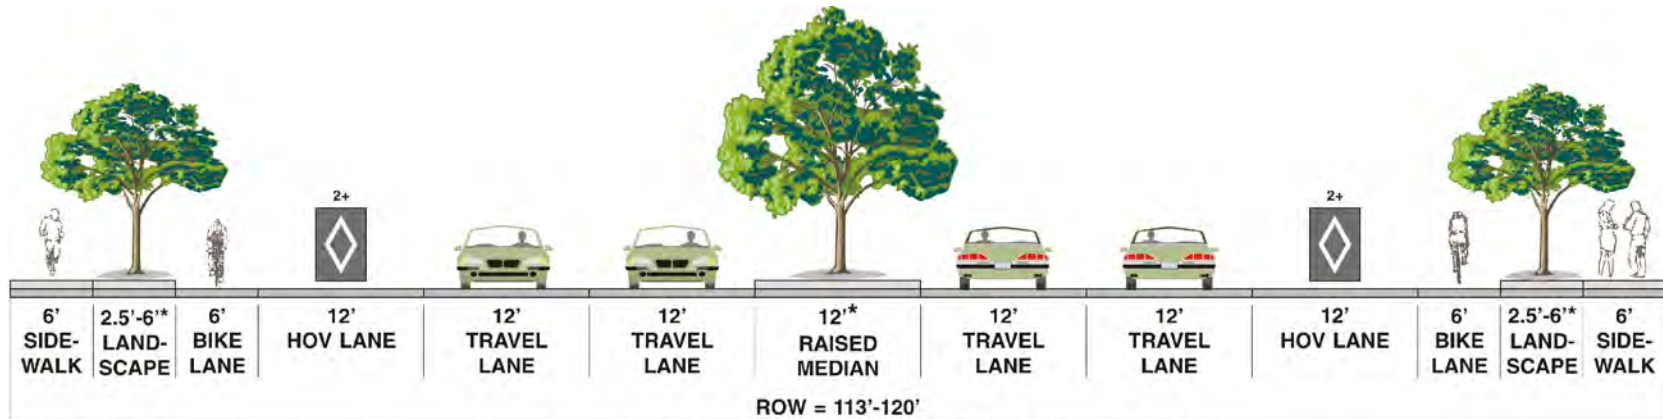 2+
2+
6'
SIDE-
WALK
2.5'-6'*
LAND-
SCAPE
6'
BIKE
LANE
12'
HOV LANE
12'
TRAVEL
LANE
12'
TRAVEL
LANE
12'*
RAISED
MEDIAN
12'
TRAVEL
LANE
12'
TRAVEL
LANE
12'
HOV LANE
6'
BIKE
LANE
2.5'-6'*
LAND-
SCAPE
6'
SIDE-
WALK
ROW = 113'-120'